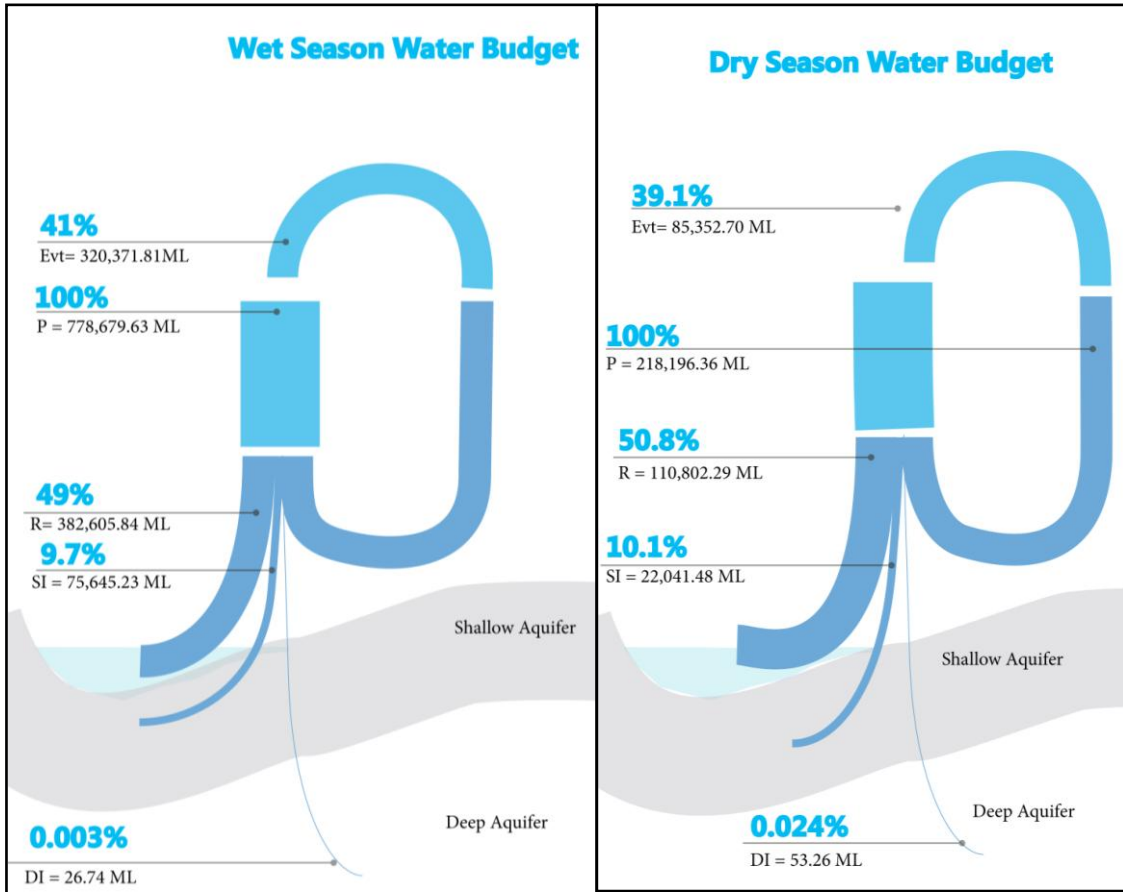 Wet Season Water Budget
41%
Evt= 320,371.81ML
100%
P = 778,679.63 ML
49%
R= 382,605.84 ML
9.7%
SI = 75,645.23 ML
Shallow Aquifer
Deep Aquifer
0.003%
DI = 26.74 ML
Dry Season Water Budget
39.1%
Evt= 85,352.70 ML
100%
P = 218,196.36 ML
50.8%
R = 110,802.29 ML
10.1%
SI = 22,041.48 ML
Shallow Aquifer
Deep Aquifer
0.024%
DI = 53.26 ML